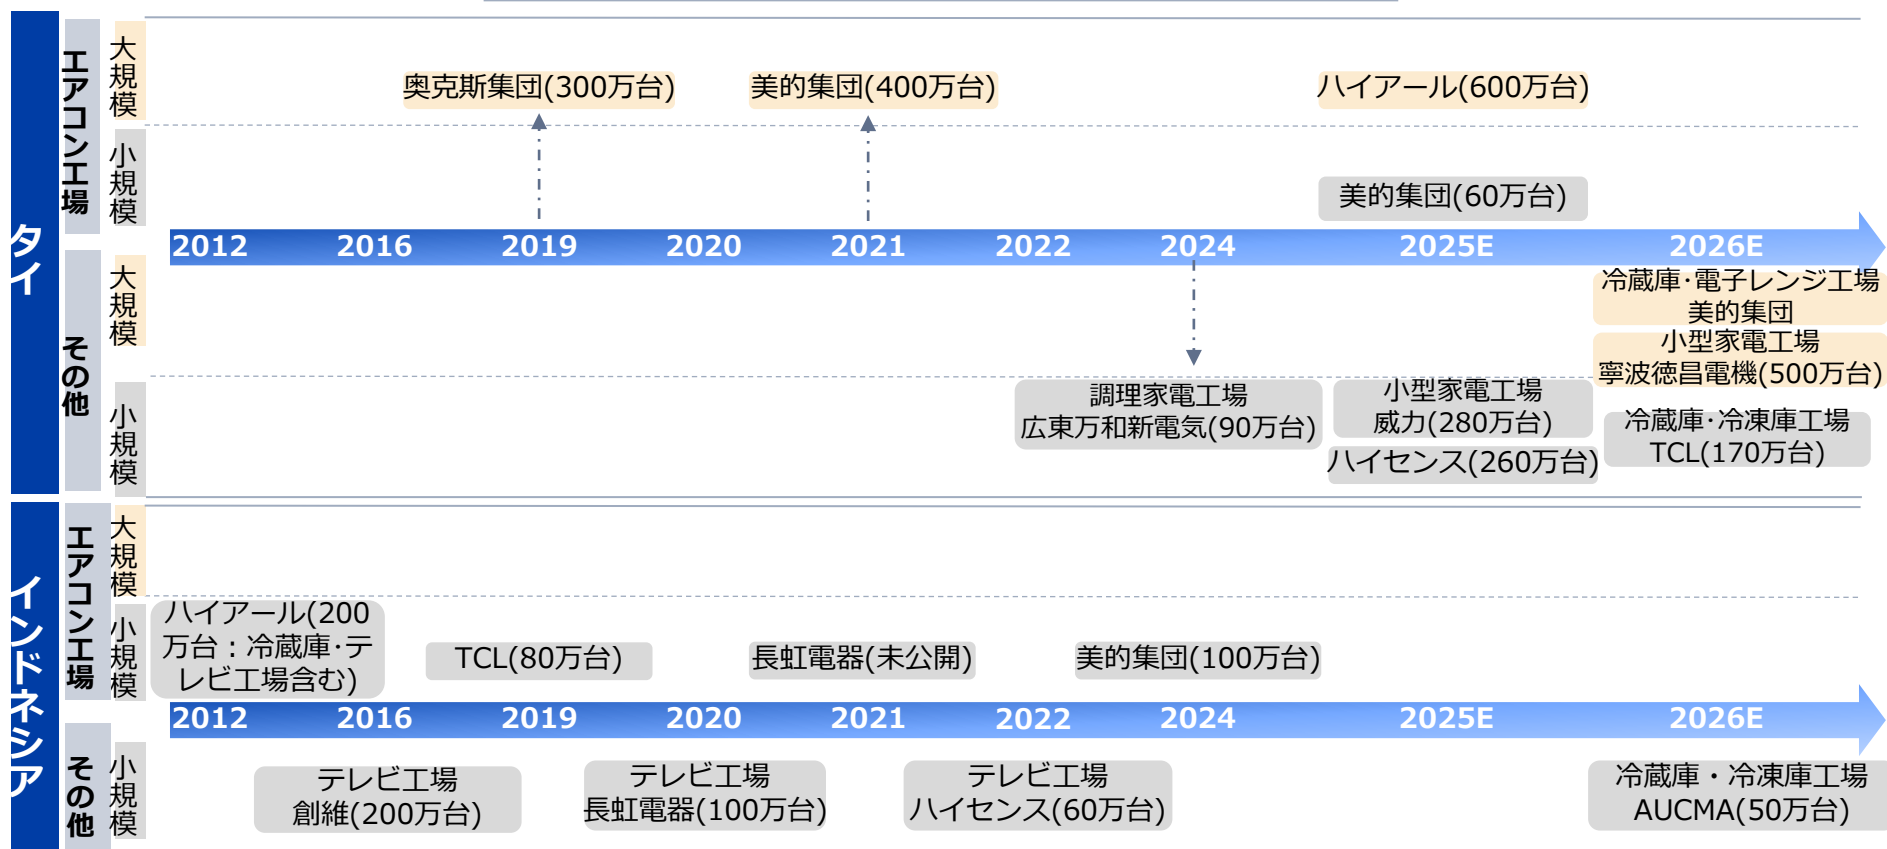 タイ
エアコン工場
大規模
奥克斯集団(300万台)
美的集団(400万台)
ハイアール(600万台)
小規模
美的集団(60万台)
2012 2016 2019 2020 2021 2022 2024 2025E 2026E
その他
大規模
冷蔵庫･電子レンジ工場
美的集団
小型家電工場
寧波徳昌電機(500万台)
小規模
調理家電工場
広東万和新電気(90万台)
小型家電工場
威力(280万台)
ハイセンス(260万台)
冷蔵庫･冷凍庫工場
TCL(170万台)
インドネシア
エアコン工場
大規模
小規模
ハイアール(200
万台：冷蔵庫･テ
レビ工場含む)
TCL(80万台)
長虹電器(未公開)
美的集団(100万台)
2012 2016 2019 2020 2021 2022 2024 2025E 2026E
その他
小規模
テレビ工場
創維(200万台)
テレビ工場
長虹電器(100万台)
テレビ工場
ハイセンス(60万台)
冷蔵庫・冷凍庫工場
AUCMA(50万台)